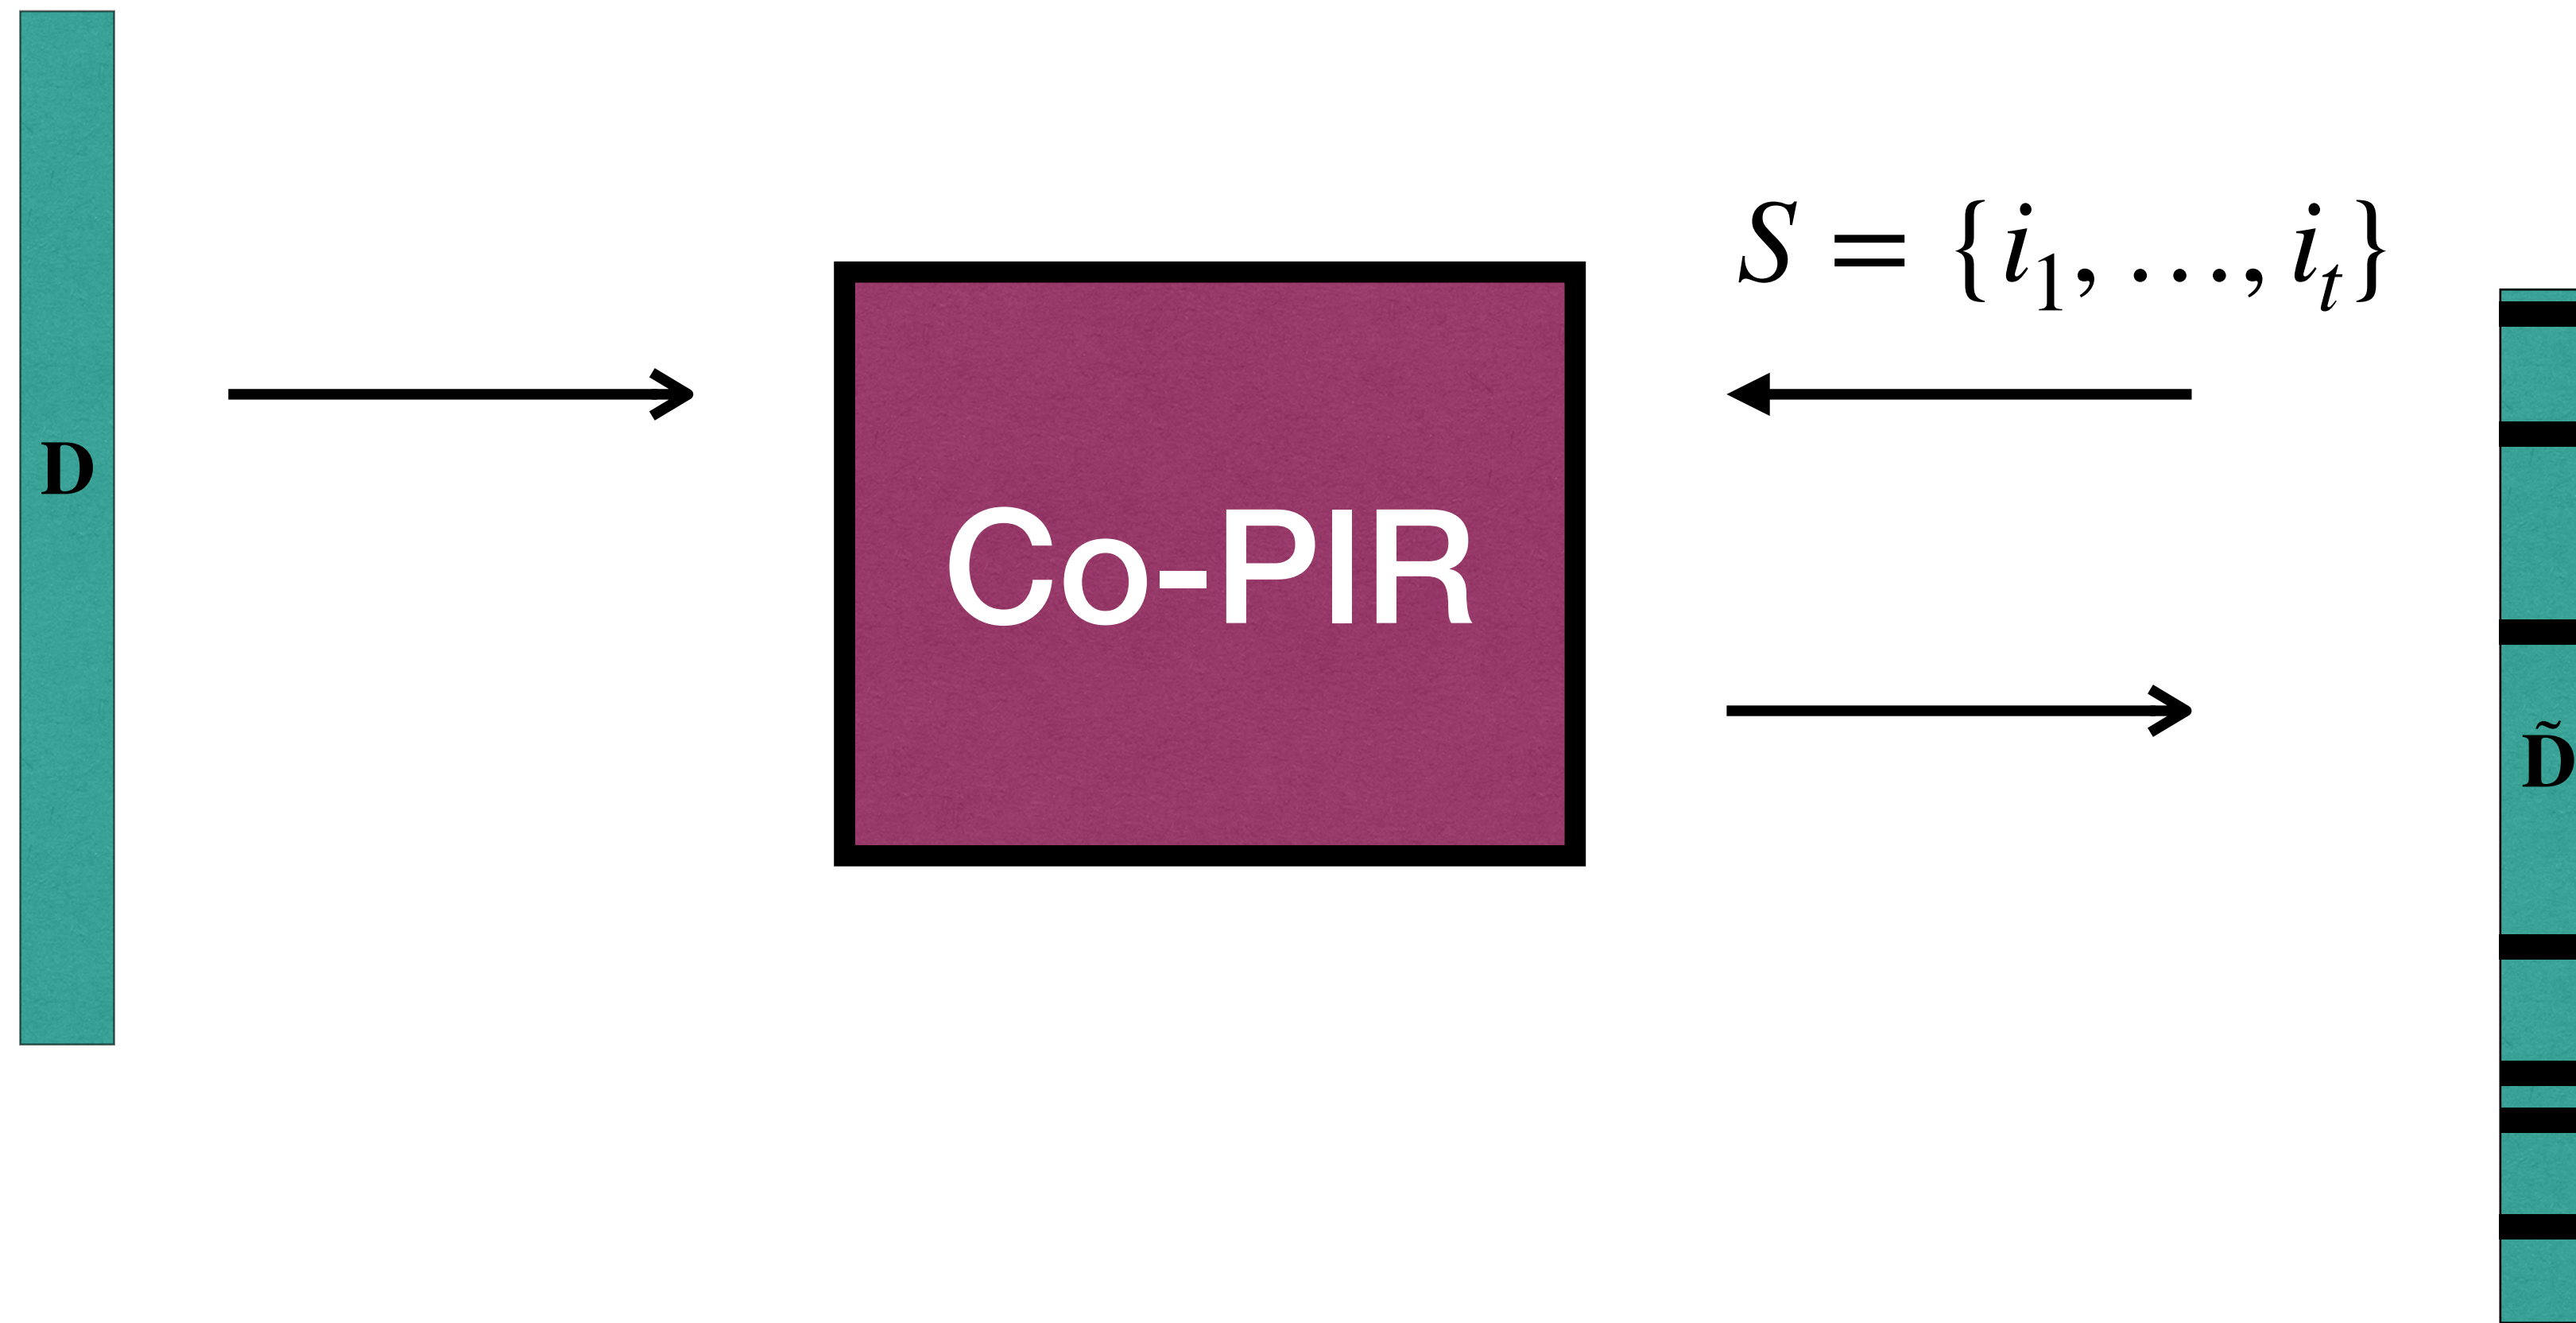 S = {i₁, …, iₜ}
D
Co-PIR
D̃